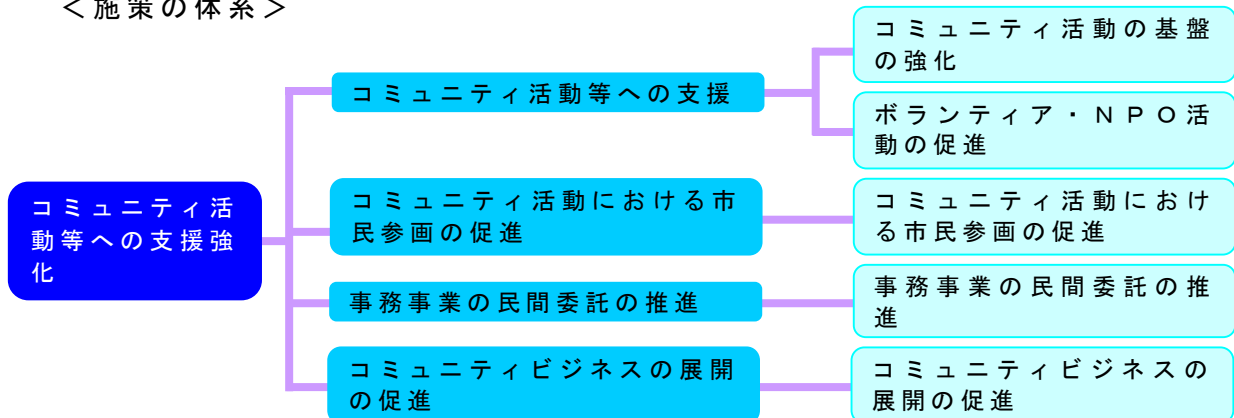 ＜施策の体系＞
コミュニティ活
動等への支援強
化
コミュニティ活動等への支援
コミュニティ活動の基盤
の強化
ボランティア・ＮＰＯ活
動の促進
コミュニティ活動における市
民参画の促進
コミュニティ活動におけ
る市民参画の促進
事務事業の民間委託の推進
事務事業の民間委託の推
進
コミュニティビジネスの展開
の促進
コミュニティビジネスの
展開の促進